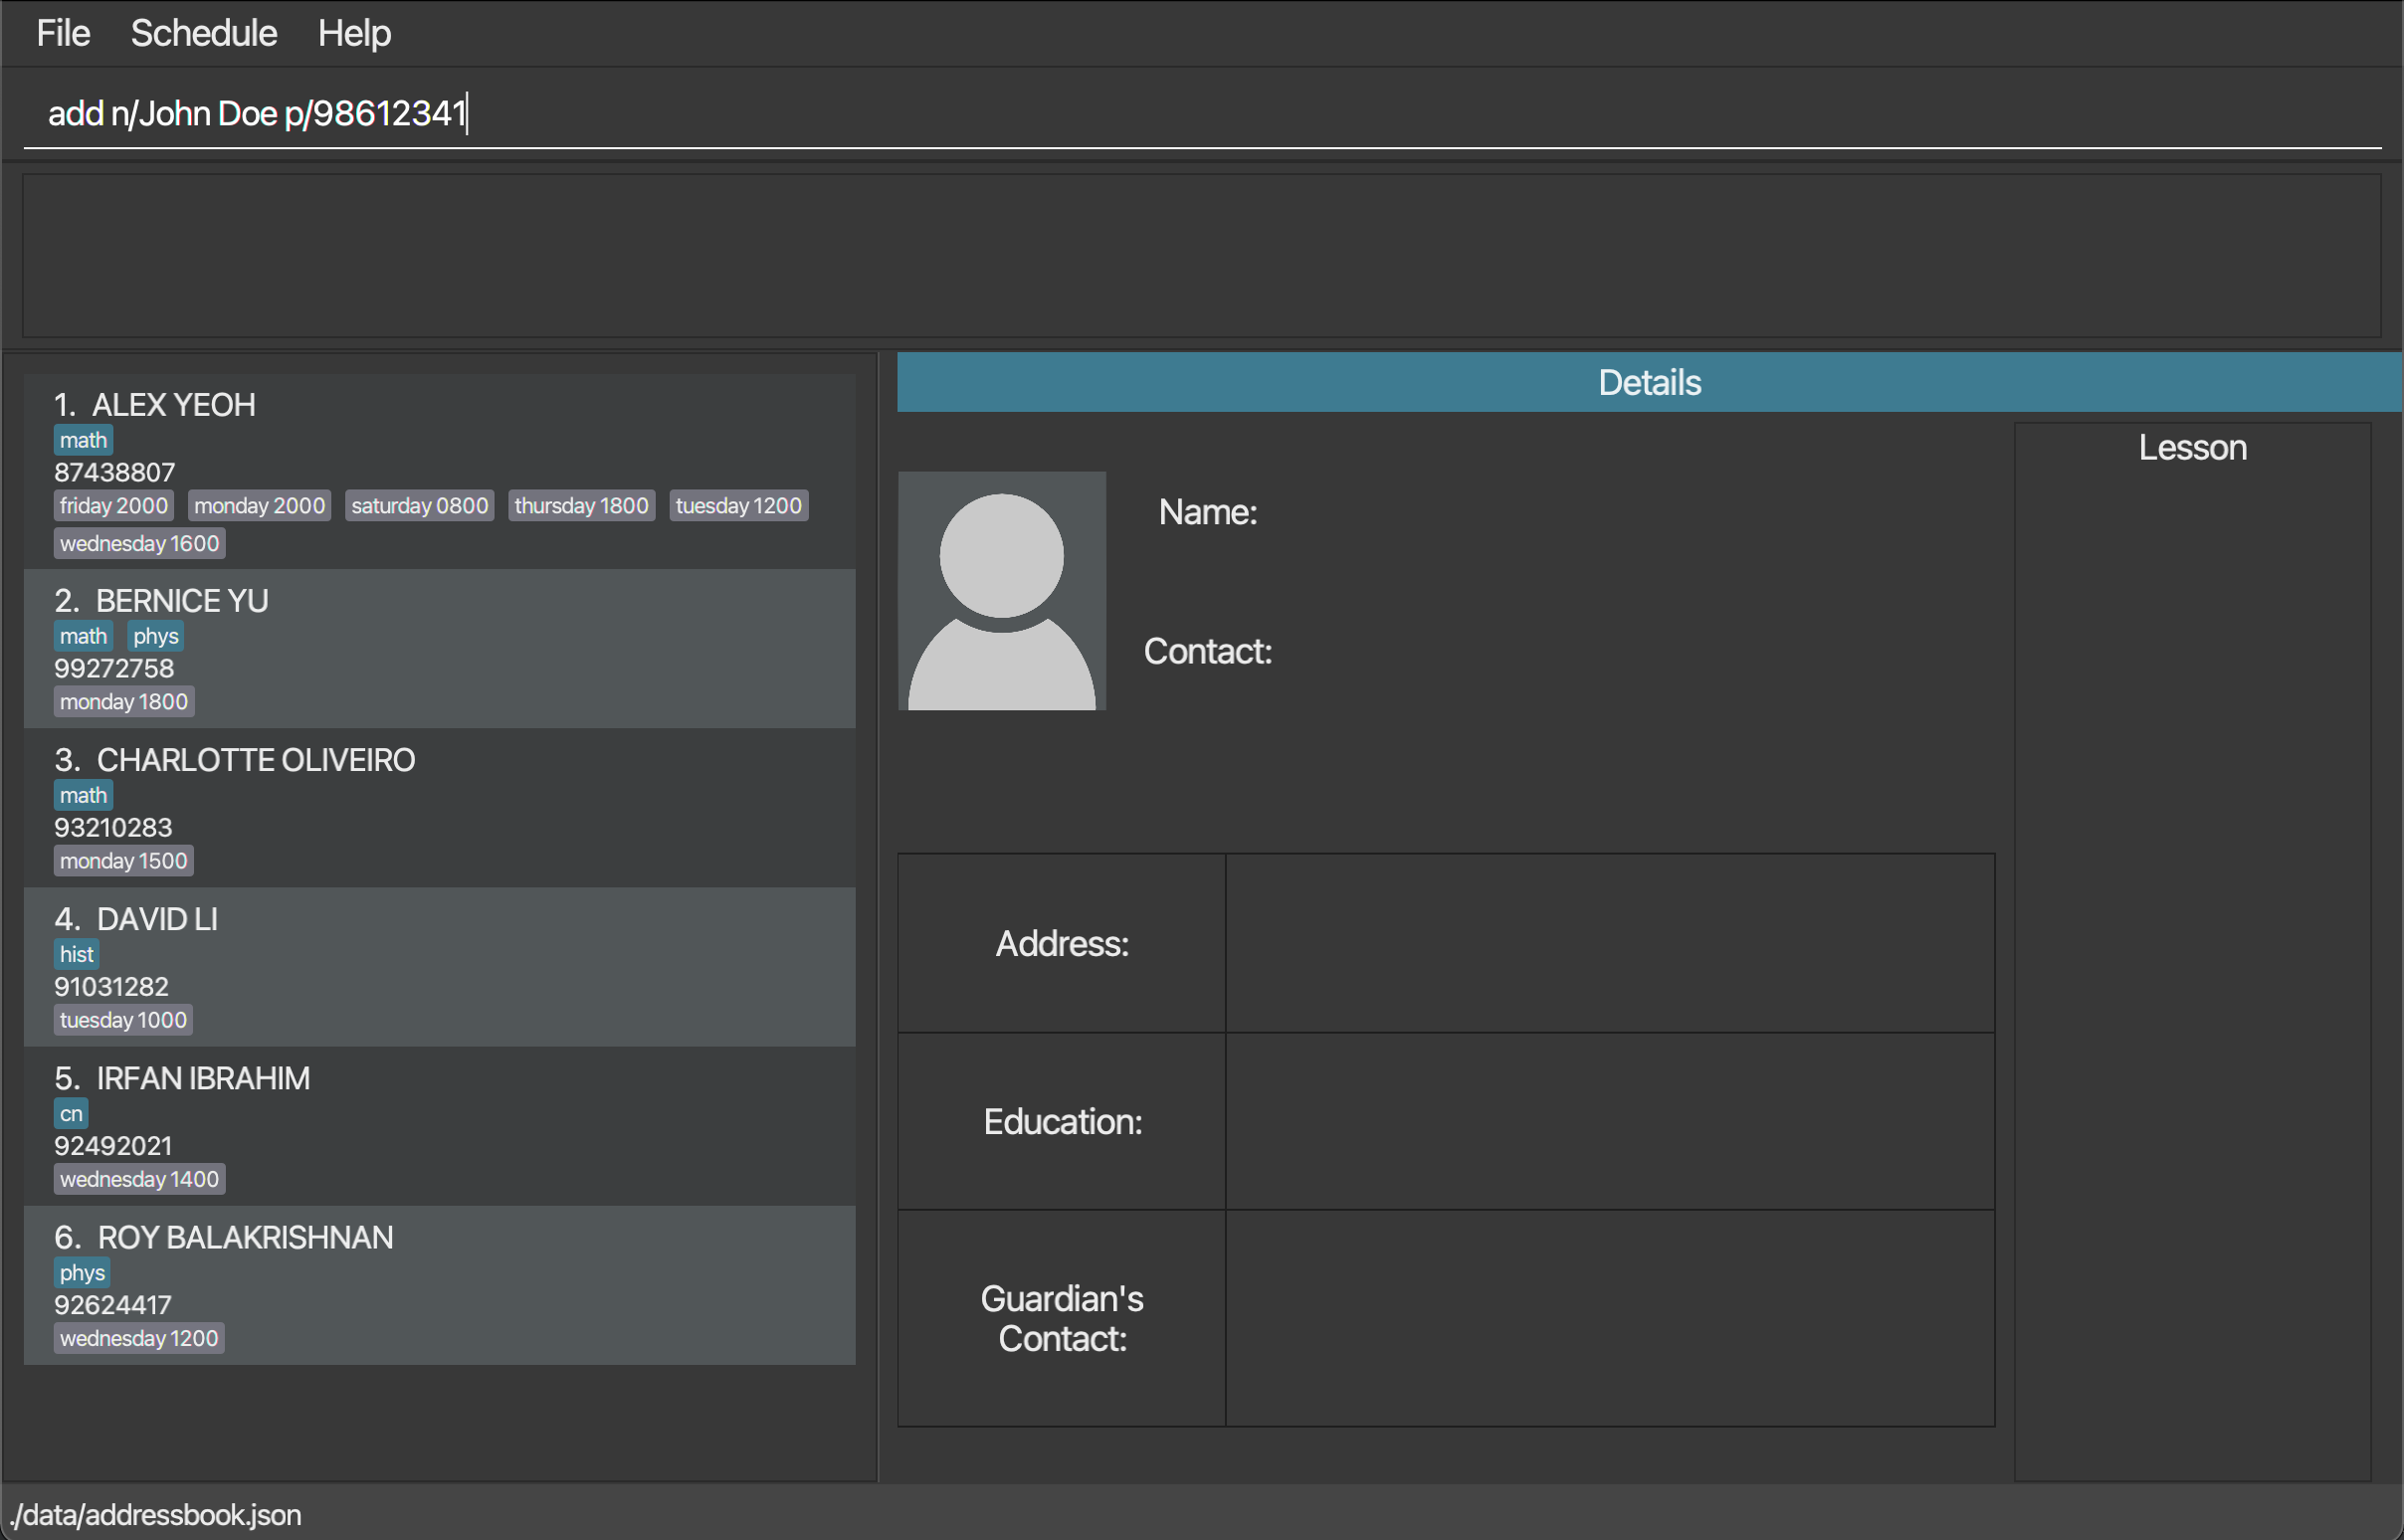 File Schedule Help
add n/John Doe p/98612341
1. ALEX YEOH
math
87438807
friday 2000 monday 2000 saturday 0800 thursday 1800 tuesday 1200
wednesday 1600
2. BERNICE YU
math phys
99272758
monday 1800
3. CHARLOTTE OLIVEIRO
math
93210283
monday 1500
4. DAVID LI
hist
91031282
tuesday 1000
5. IRFAN IBRAHIM
cn
92492021
wednesday 1400
6. ROY BALAKRISHNAN
phys
92624417
wednesday 1200
Details
Name:
Contact:
Address:
Education:
Guardian's
Contact:
Lesson
./data/addressbook.json